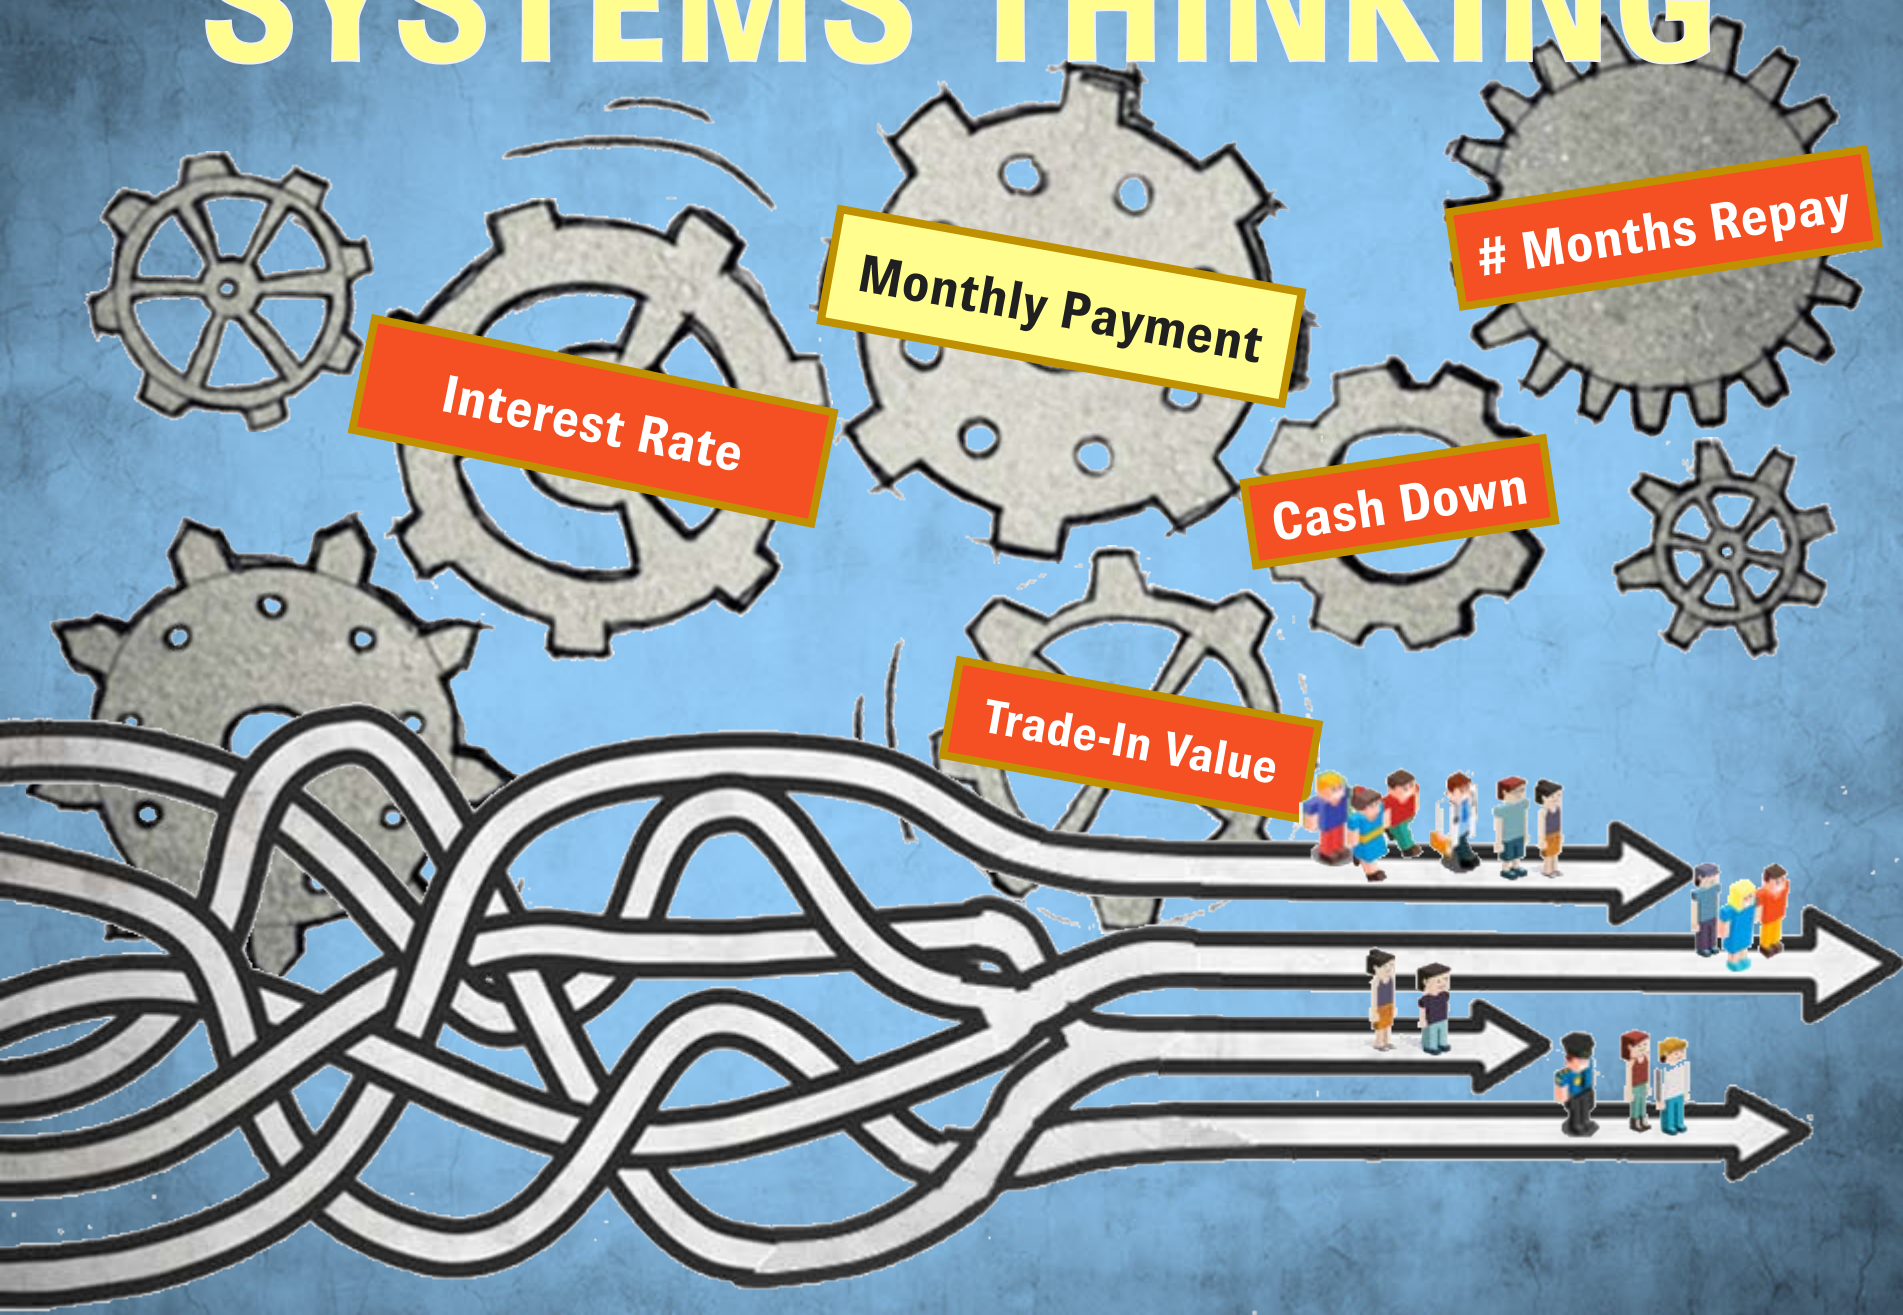 SYSTEMS THINKING
# Months Repay
Monthly Payment
Interest Rate
Cash Down
Trade-In Value